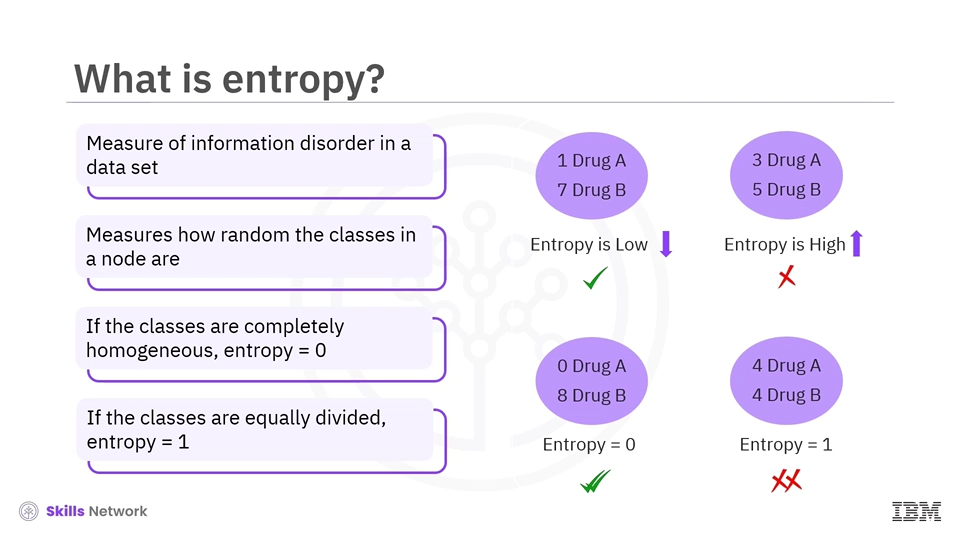 What is entropy?
Measure of information disorder in a
data set
Measures how random the classes in
a node are
If the classes are completely
homogeneous, entropy = 0
If the classes are equally divided,
entropy = 1
1 Drug A
7 Drug B
Entropy is Low
3 Drug A
5 Drug B
Entropy is High
0 Drug A
8 Drug B
Entropy = 0
4 Drug A
4 Drug B
Entropy = 1
Skills Network
IBM